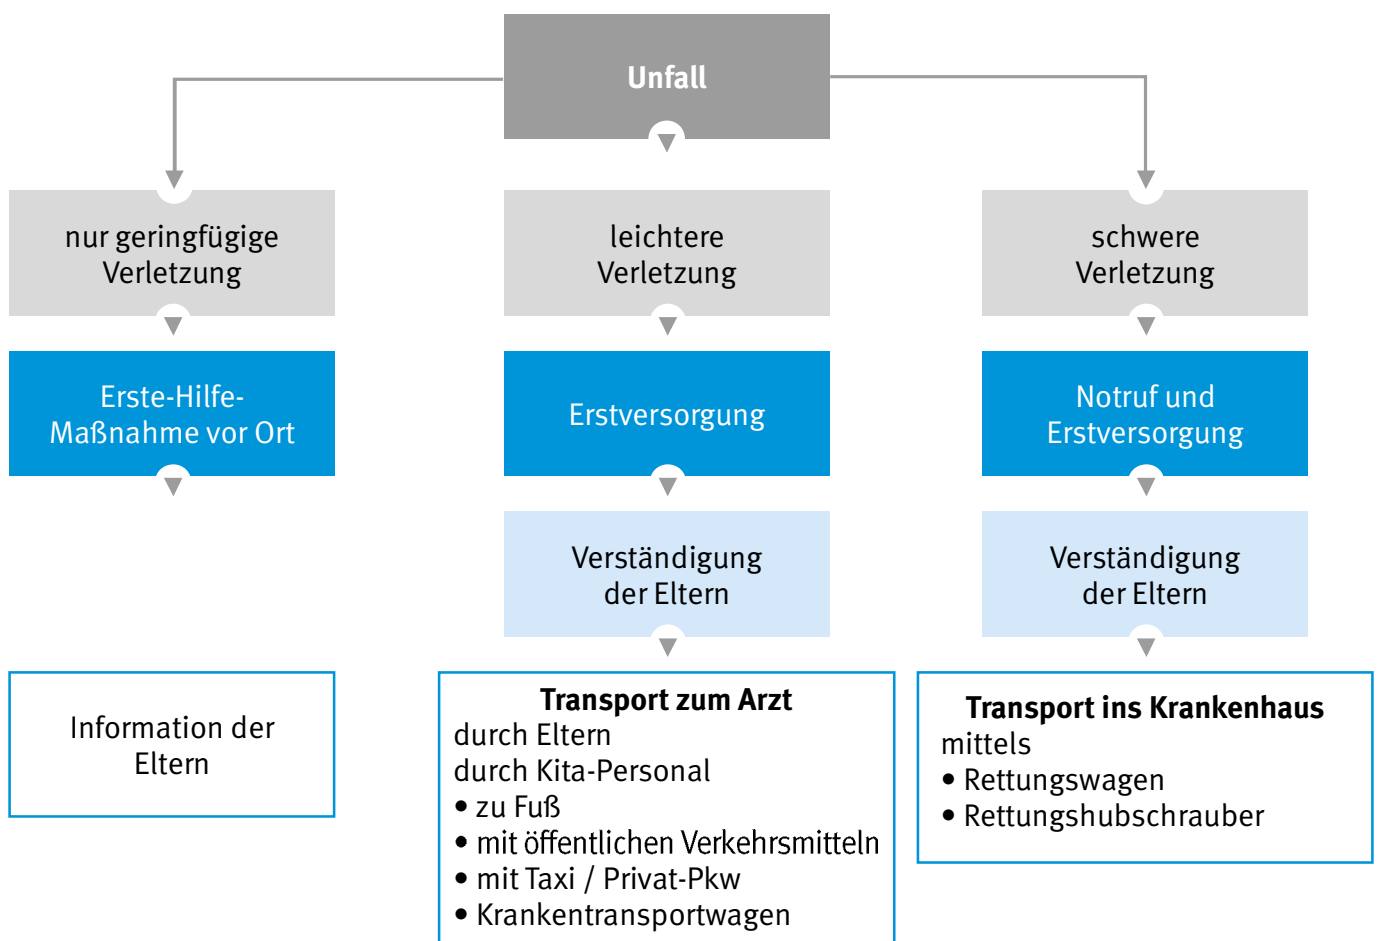 Unfall
nur geringfügige
Verletzung
leichtere
Verletzung
schwere
Verletzung
Erste-Hilfe-
Maßnahme vor Ort
Erstversorgung
Notruf und
Erstversorgung
Verständigung
der Eltern
Verständigung
der Eltern
Information der
Eltern
Transport zum Arzt
durch Eltern
durch Kita-Personal
• zu Fuß
• mit öffentlichen Verkehrsmitteln
• mit Taxi / Privat-Pkw
• Krankentransportwagen
Transport ins Krankenhaus
mittels
• Rettungswagen
• Rettungshubschrauber